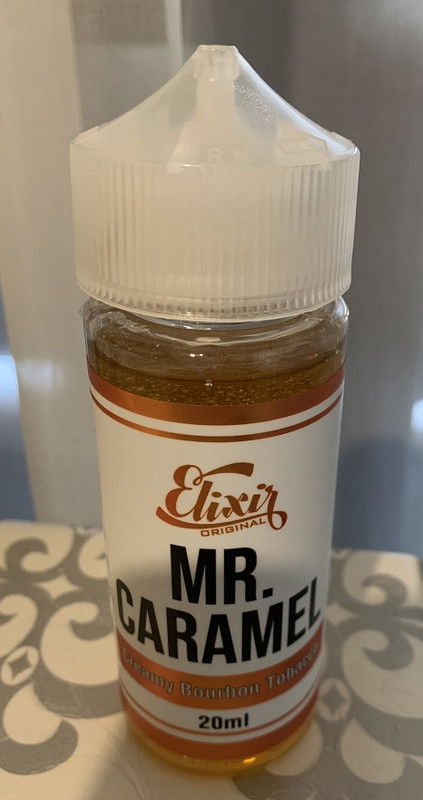 Elixir
ORIGINAL
MR.
CARAMEL
Creamy Bourbon Tobacco
20ml